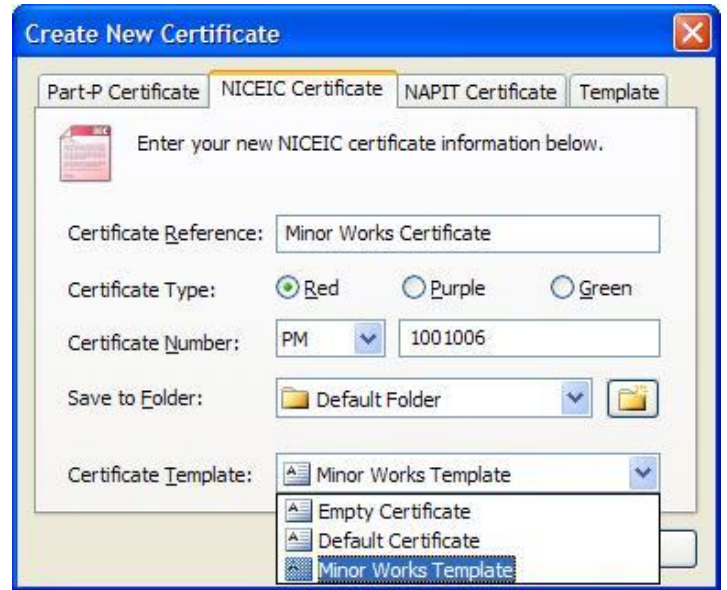 Create New Certificate
Part-P Certificate NICEIC Certificate NAPIT Certificate Template
Enter your new NICEIC certificate information below.
Certificate Reference: Minor Works Certificate
Certificate Type: Red Purple Green
Certificate Number: PM 1001006
Save to Folder: Default Folder
Certificate Template: Minor Works Template
Empty Certificate
Default Certificate
Minor Works Template